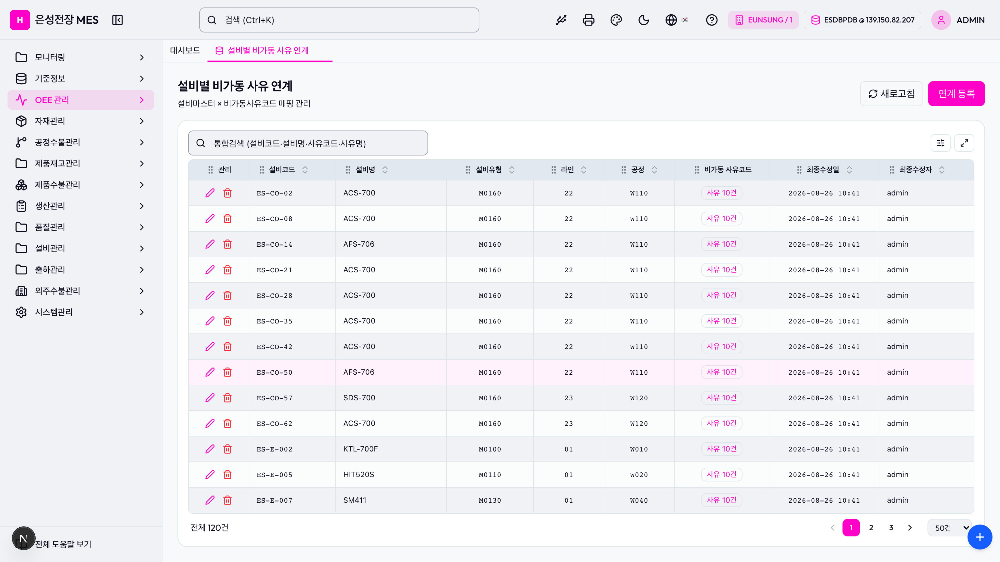 H 은성전장 MES
검색 (Ctrl+K)
EUNSUNG / 1
ESDBPDB @ 139.150.82.207
ADMIN
모니터링
기준정보
OEE 관리
자재관리
공정수불관리
제품재고관리
제품수불관리
생산관리
품질관리
설비관리
출하관리
외주수불관리
시스템관리
N
전체 도움말 보기
대시보드
설비별 비가동 사유 연계
설비별 비가동 사유 연계
설비마스터 × 비가동사유코드 매핑 관리
새로고침
연계 등록
통합검색 (설비코드·설비명·사유코드·사유명)
관리 설비코드 설비명 설비유형 라인 공정 비가동 사유코드 최종수정일 최종수정자
ES-CO-02 ACS-700 M0160 22 W110 사유 10건 2026-08-26 10:41 admin
ES-CO-08 ACS-700 M0160 22 W110 사유 10건 2026-08-26 10:41 admin
ES-CO-14 AFS-706 M0160 22 W110 사유 10건 2026-08-26 10:41 admin
ES-CO-21 ACS-700 M0160 22 W110 사유 10건 2026-08-26 10:41 admin
ES-CO-28 ACS-700 M0160 22 W110 사유 10건 2026-08-26 10:41 admin
ES-CO-35 ACS-700 M0160 22 W110 사유 10건 2026-08-26 10:41 admin
ES-CO-42 ACS-700 M0160 22 W110 사유 10건 2026-08-26 10:41 admin
ES-CO-50 AFS-706 M0160 22 W110 사유 10건 2026-08-26 10:41 admin
ES-CO-57 SDS-700 M0160 23 W120 사유 10건 2026-08-26 10:41 admin
ES-CO-62 ACS-700 M0160 23 W120 사유 10건 2026-08-26 10:41 admin
ES-E-002 KTL-700F M0100 01 W010 사유 10건 2026-08-26 10:41 admin
ES-E-005 HIT520S M0110 01 W020 사유 10건 2026-08-26 10:41 admin
ES-E-007 SM411 M0130 01 W040 사유 10건 2026-08-26 10:41 admin
전체 120건
1 2 3
50건